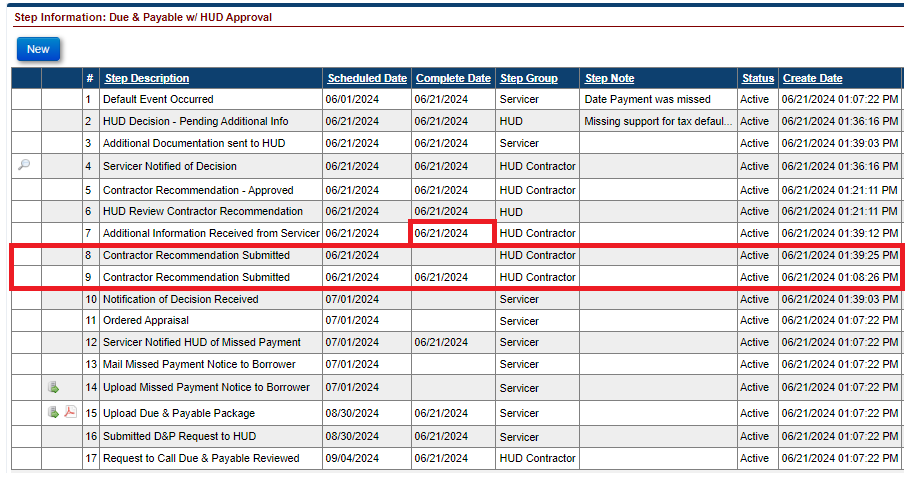 Step Information: Due & Payable w/ HUD Approval
New
# Step Description Scheduled Date Complete Date Step Group Step Note Status Create Date
1 Default Event Occurred 06/01/2024 06/21/2024 Servicer Date Payment was missed Active 06/21/2024 01:07:22 PM
2 HUD Decision - Pending Additional Info 06/21/2024 06/21/2024 HUD Missing support for tax defaul... Active 06/21/2024 01:36:16 PM
3 Additional Documentation sent to HUD 06/21/2024 06/21/2024 Servicer Active 06/21/2024 01:39:03 PM
4 Servicer Notified of Decision 06/21/2024 06/21/2024 HUD Contractor Active 06/21/2024 01:36:16 PM
5 Contractor Recommendation - Approved 06/21/2024 06/21/2024 HUD Contractor Active 06/21/2024 01:21:11 PM
6 HUD Review Contractor Recommendation 06/21/2024 06/21/2024 HUD Active 06/21/2024 01:21:11 PM
7 Additional Information Received from Servicer 06/21/2024 06/21/2024 HUD Contractor Active 06/21/2024 01:39:12 PM
8 Contractor Recommendation Submitted 06/21/2024 HUD Contractor Active 06/21/2024 01:39:25 PM
9 Contractor Recommendation Submitted 06/21/2024 06/21/2024 HUD Contractor Active 06/21/2024 01:08:26 PM
10 Notification of Decision Received 07/01/2024 Servicer Active 06/21/2024 01:39:03 PM
11 Ordered Appraisal 07/01/2024 Servicer Active 06/21/2024 01:07:22 PM
12 Servicer Notified HUD of Missed Payment 07/01/2024 06/21/2024 Servicer Active 06/21/2024 01:07:22 PM
13 Mail Missed Payment Notice to Borrower 07/01/2024 Servicer Active 06/21/2024 01:07:22 PM
14 Upload Missed Payment Notice to Borrower 07/01/2024 Servicer Active 06/21/2024 01:07:22 PM
15 Upload Due & Payable Package 08/30/2024 06/21/2024 Servicer Active 06/21/2024 01:07:22 PM
16 Submitted D&P Request to HUD 08/30/2024 06/21/2024 Servicer Active 06/21/2024 01:07:22 PM
17 Request to Call Due & Payable Reviewed 09/04/2024 06/21/2024 HUD Contractor Active 06/21/2024 01:07:22 PM